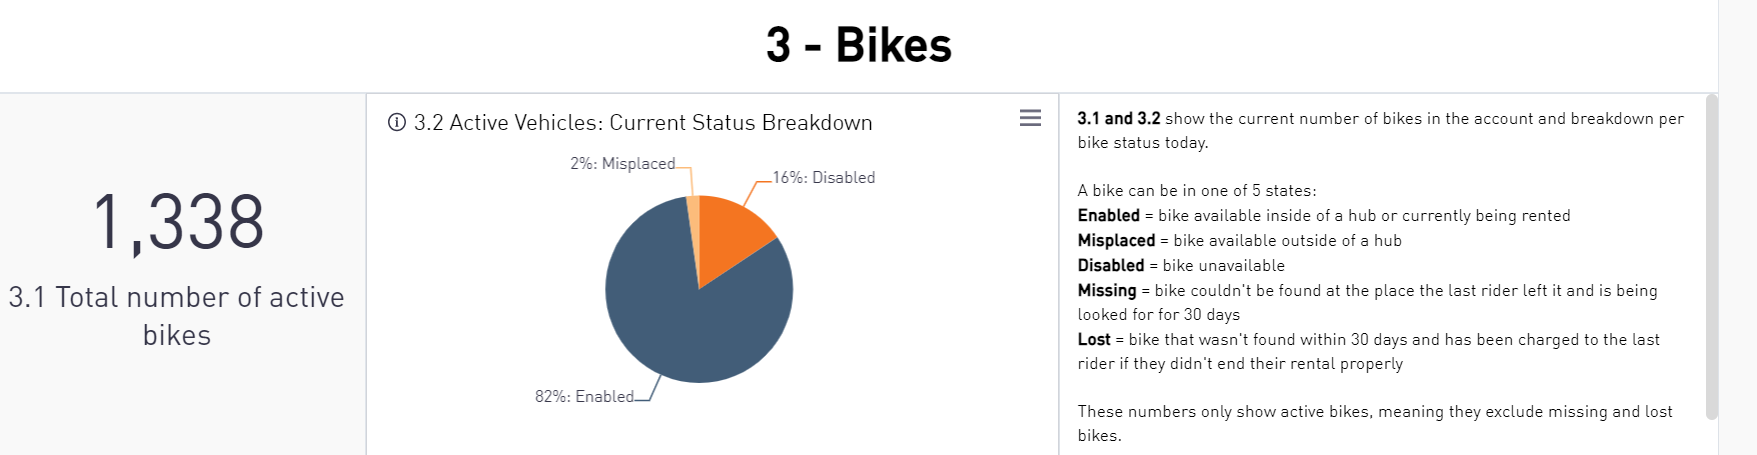 3 - Bikes
1,338
3.1 Total number of active
bikes
3.2 Active Vehicles: Current Status Breakdown
2%: Misplaced
16%: Disabled
82%: Enabled
3.1 and 3.2 show the current number of bikes in the account and breakdown per
bike status today.
A bike can be in one of 5 states:
Enabled = bike available inside of a hub or currently being rented
Misplaced = bike available outside of a hub
Disabled = bike unavailable
Missing = bike couldn't be found at the place the last rider left it and is being
looked for for 30 days
Lost = bike that wasn't found within 30 days and has been charged to the last
rider if they didn't end their rental properly
These numbers only show active bikes, meaning they exclude missing and lost
bikes.